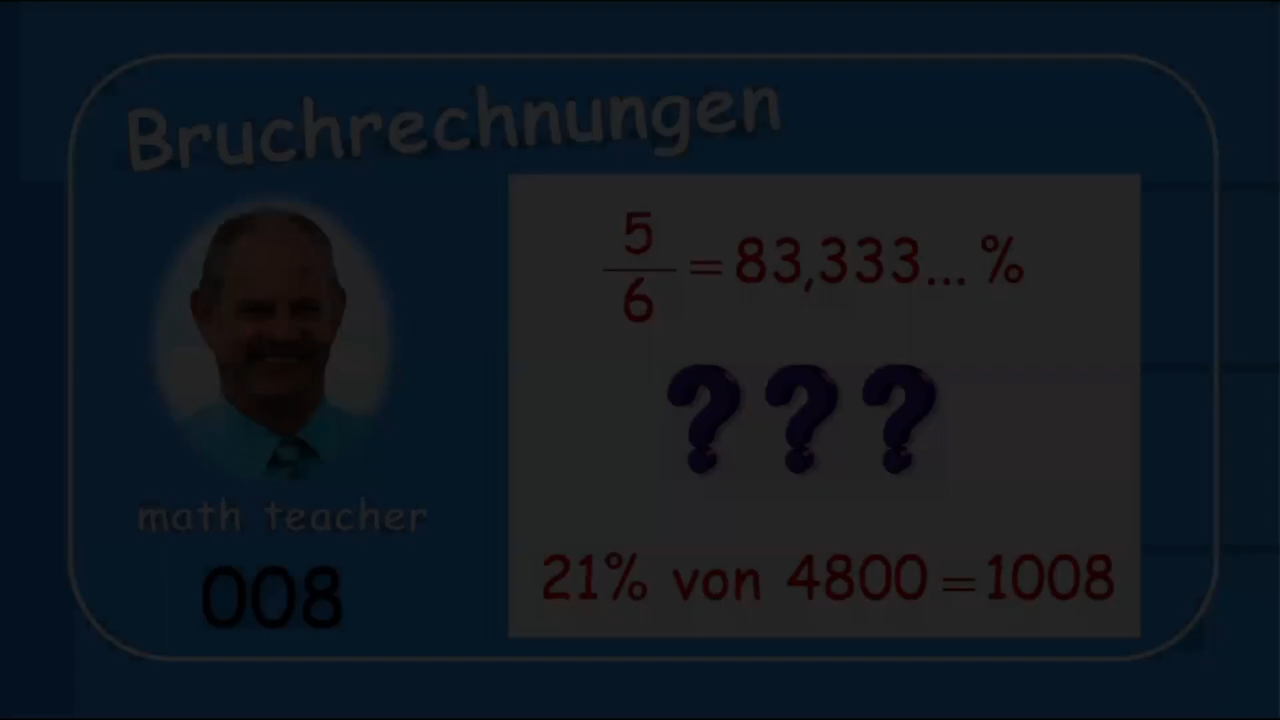 Bruchrechnungen
math teacher
008
5
6
= 83,333... %
???
21% von 4800 = 1008